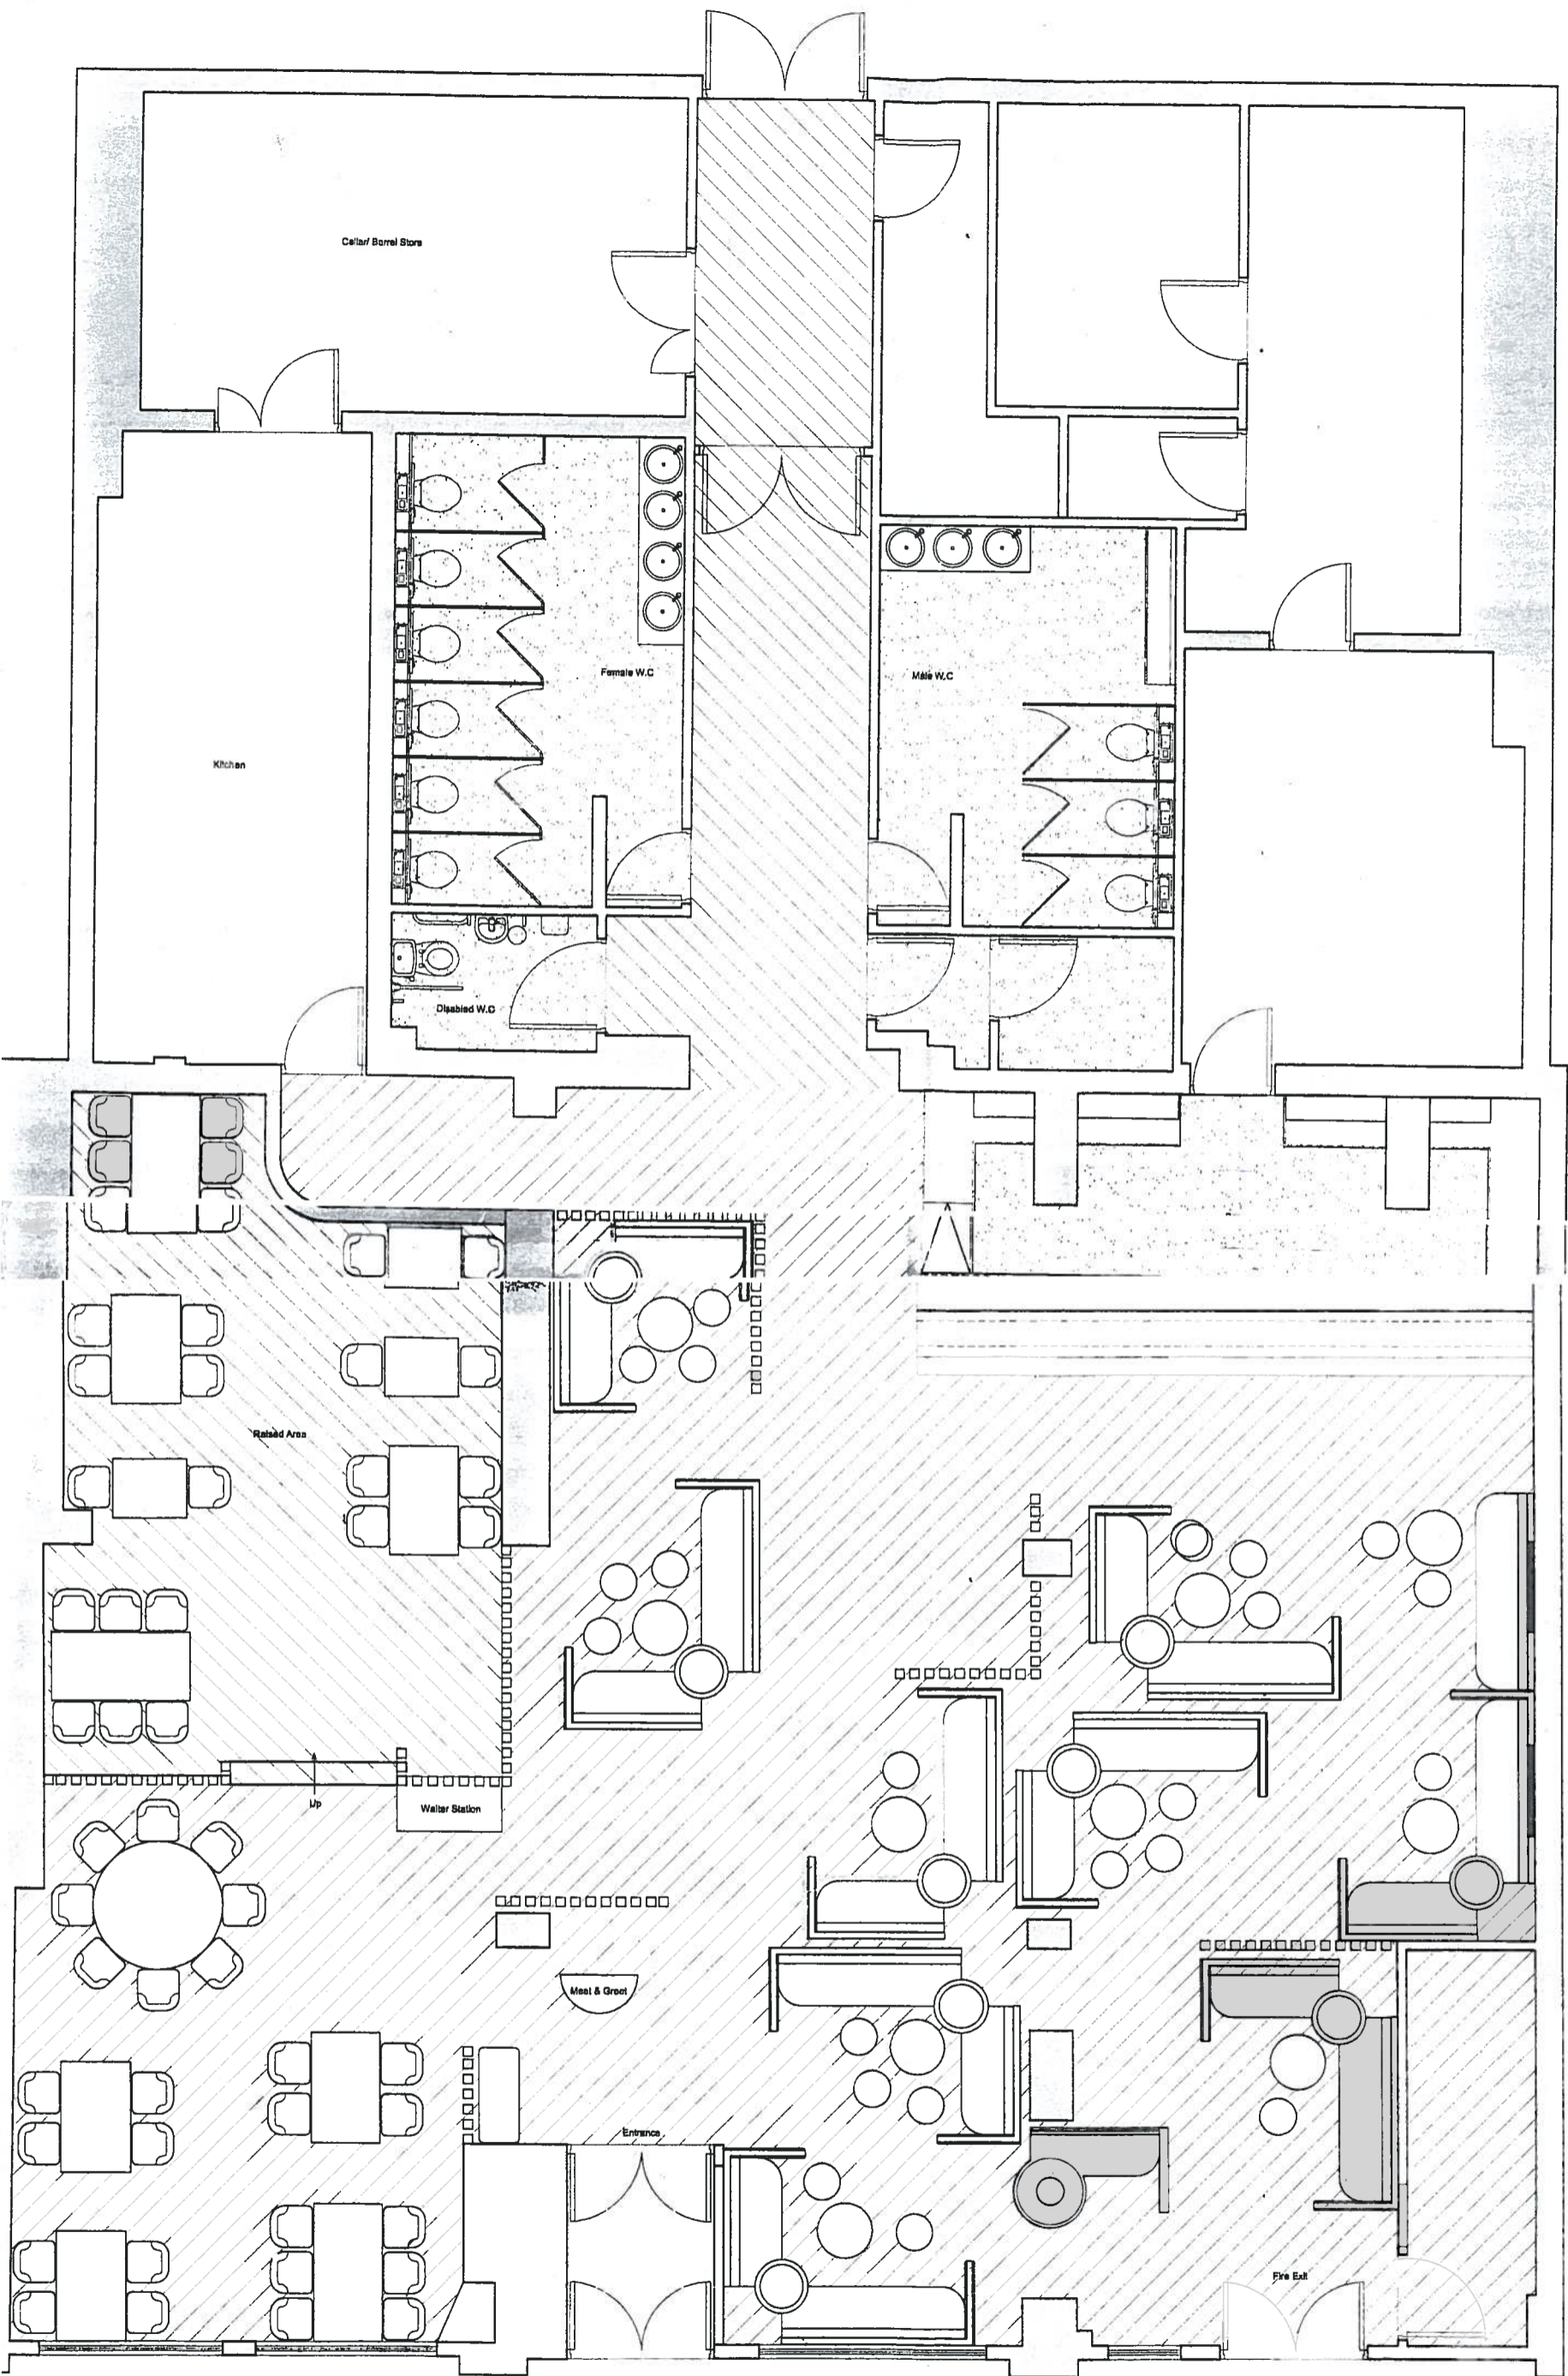 Cellar/ Barrel Store
Female W.C
Male W.C
Kitchen
Disabled W.C
Raised Area
Up
Waiter Station
Meet & Greet
Entrance
Fire Exit